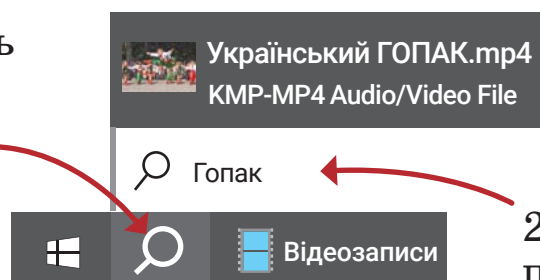 ь
Український ГОПАК.mp4
KMP-MP4 Audio/Video File
Гопак
2
Відеозаписи